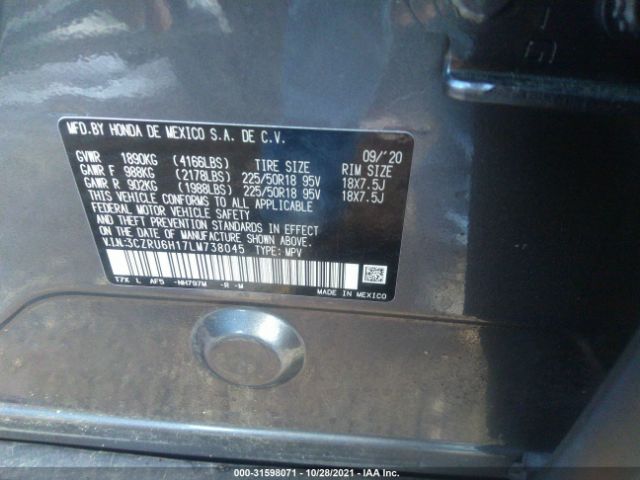 MFD.BY HONDA DE MEXICO S.A. DE C.V.
09/'20
GVWR 1890KG (4166LBS) TIRE SIZE RIM SIZE
GAWR F 988KG (2178LBS) 225/50R18 95V 18X7.5J
GAWR R 902KG (1988LBS) 225/50R18 95V 18X7.5J
THIS VEHICLE CONFORMS TO ALL APPLICABLE
FEDERAL MOTOR VEHICLE SAFETY
AND THEFT PREVENTION STANDARDS IN EFFECT
ON THE DATE OF MANUFACTURE SHOWN ABOVE.
V.I.N:3CZRU6H17LM738045 TYPE: MPV
T7X L AF5 -NH797M -R -M
MADE IN MEXICO
000-31598071 | 10/28/2021 | IAA Inc.